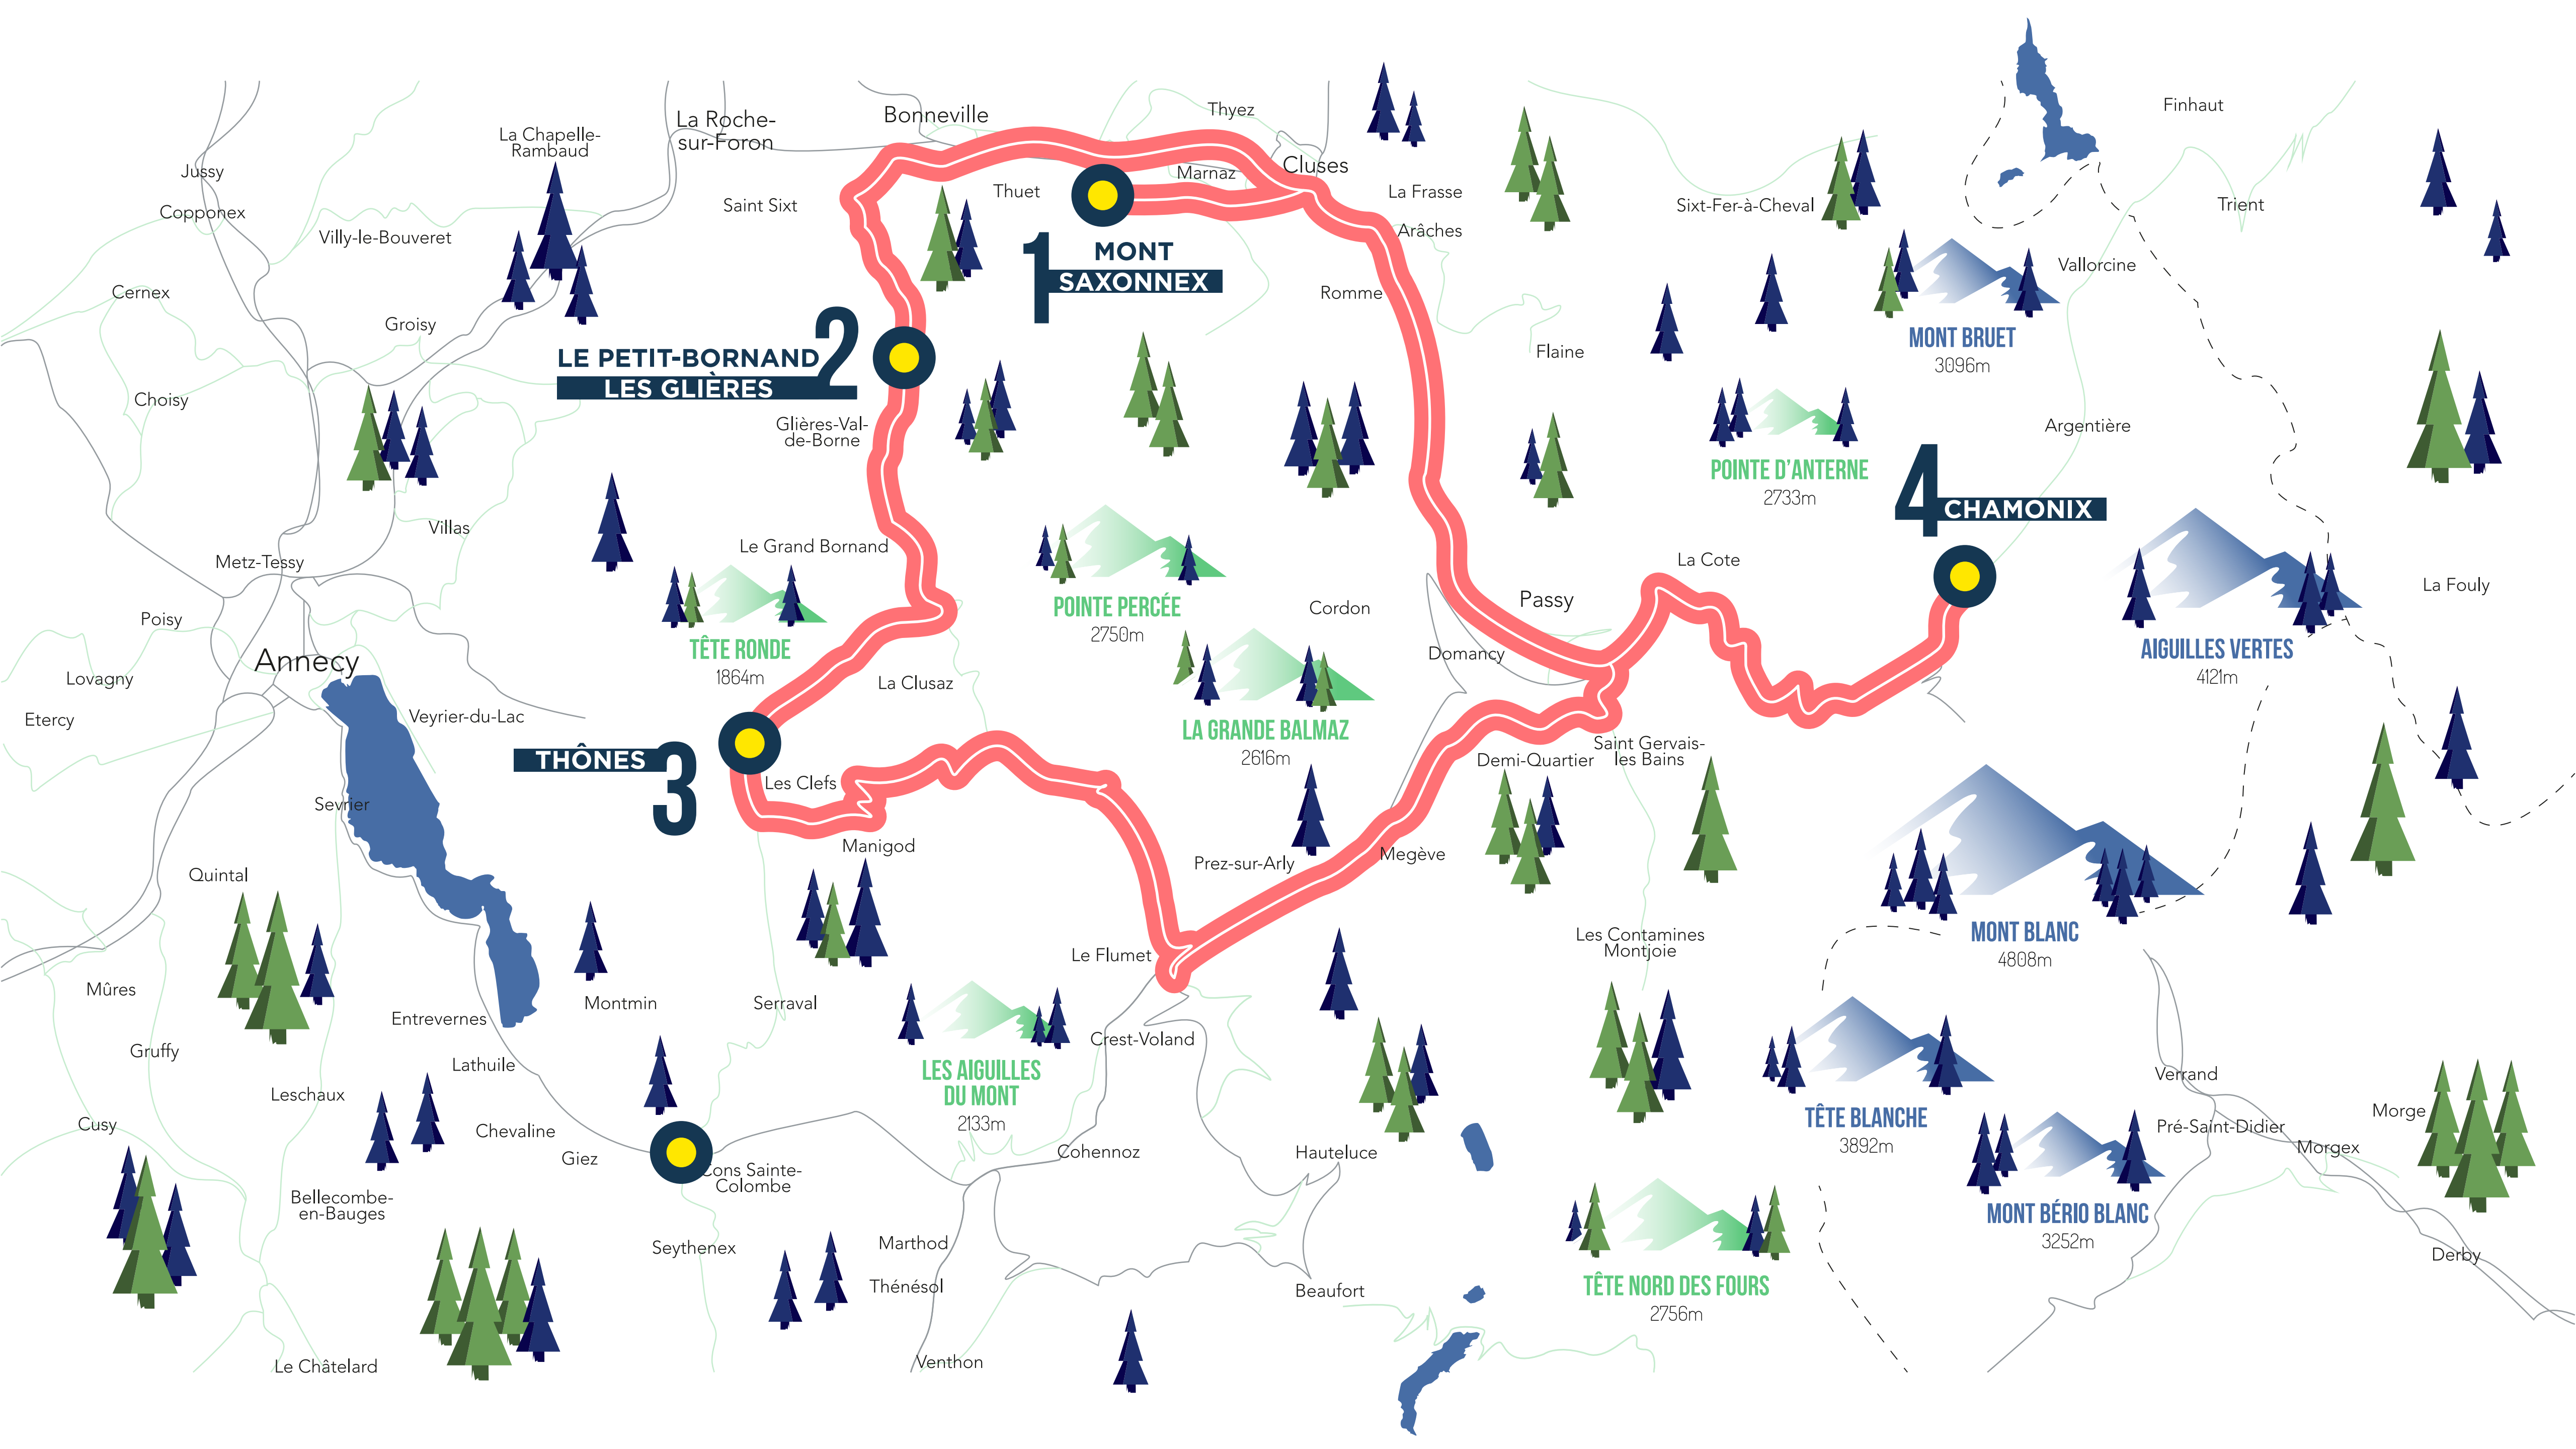 La Chapelle-
Rambaud
La Roche-
sur-Foron
Bonneville
Thyez
Finhaut
Jussy
Copponex
Villy-le-Bouveret
Saint Sixt
Thuet
Marnaz
Cluses
La Frasse
Arâches
Sixt-Fer-à-Cheval
Trient
Vallorcine
1
MONT
SAXONNEX
Cernex
Groisy
Romme
Flaine
MONT BRUET
3096m
2
LE PETIT-BORNAND
LES GLIÈRES
Choisy
Glières-Val-
de-Borne
Argentière
POINTE D'ANTERNE
2733m
4
CHAMONIX
Villas
Metz-Tessy
Le Grand Bornand
La Cote
La Fouly
Poisy
POINTE PERCÉE
2750m
Cordon
Passy
TÊTE RONDE
1864m
AIGUILLES VERTES
4121m
Annecy
Lovagny
Domancy
La Clusaz
Etercy
Veyrier-du-Lac
LA GRANDE BALMAZ
2616m
3
THÔNES
Demi-Quartier
Saint Gervais-
les Bains
Les Clefs
Sevrier
Manigod
Megève
Prez-sur-Arly
Quintal
MONT BLANC
4808m
Les Contamines
Montjoie
Le Flumet
Mûres
Montmin
Serraval
Entrevernes
Crest-Voland
Gruffy
Lathuile
LES AIGUILLES
DU MONT
2133m
Leschaux
Verrand
TÊTE BLANCHE
3892m
Cusy
Chevaline
Giez
Pré-Saint-Didier
Morge
Morgex
Cohennoz
Hauteluce
Cons Sainte-
Colombe
Bellecombe-
en-Bauges
MONT BÉRIO BLANC
3252m
Seythenex
Marthod
Derby
Thénésol
Beaufort
TÊTE NORD DES FOURS
2756m
Le Châtelard
Venthon